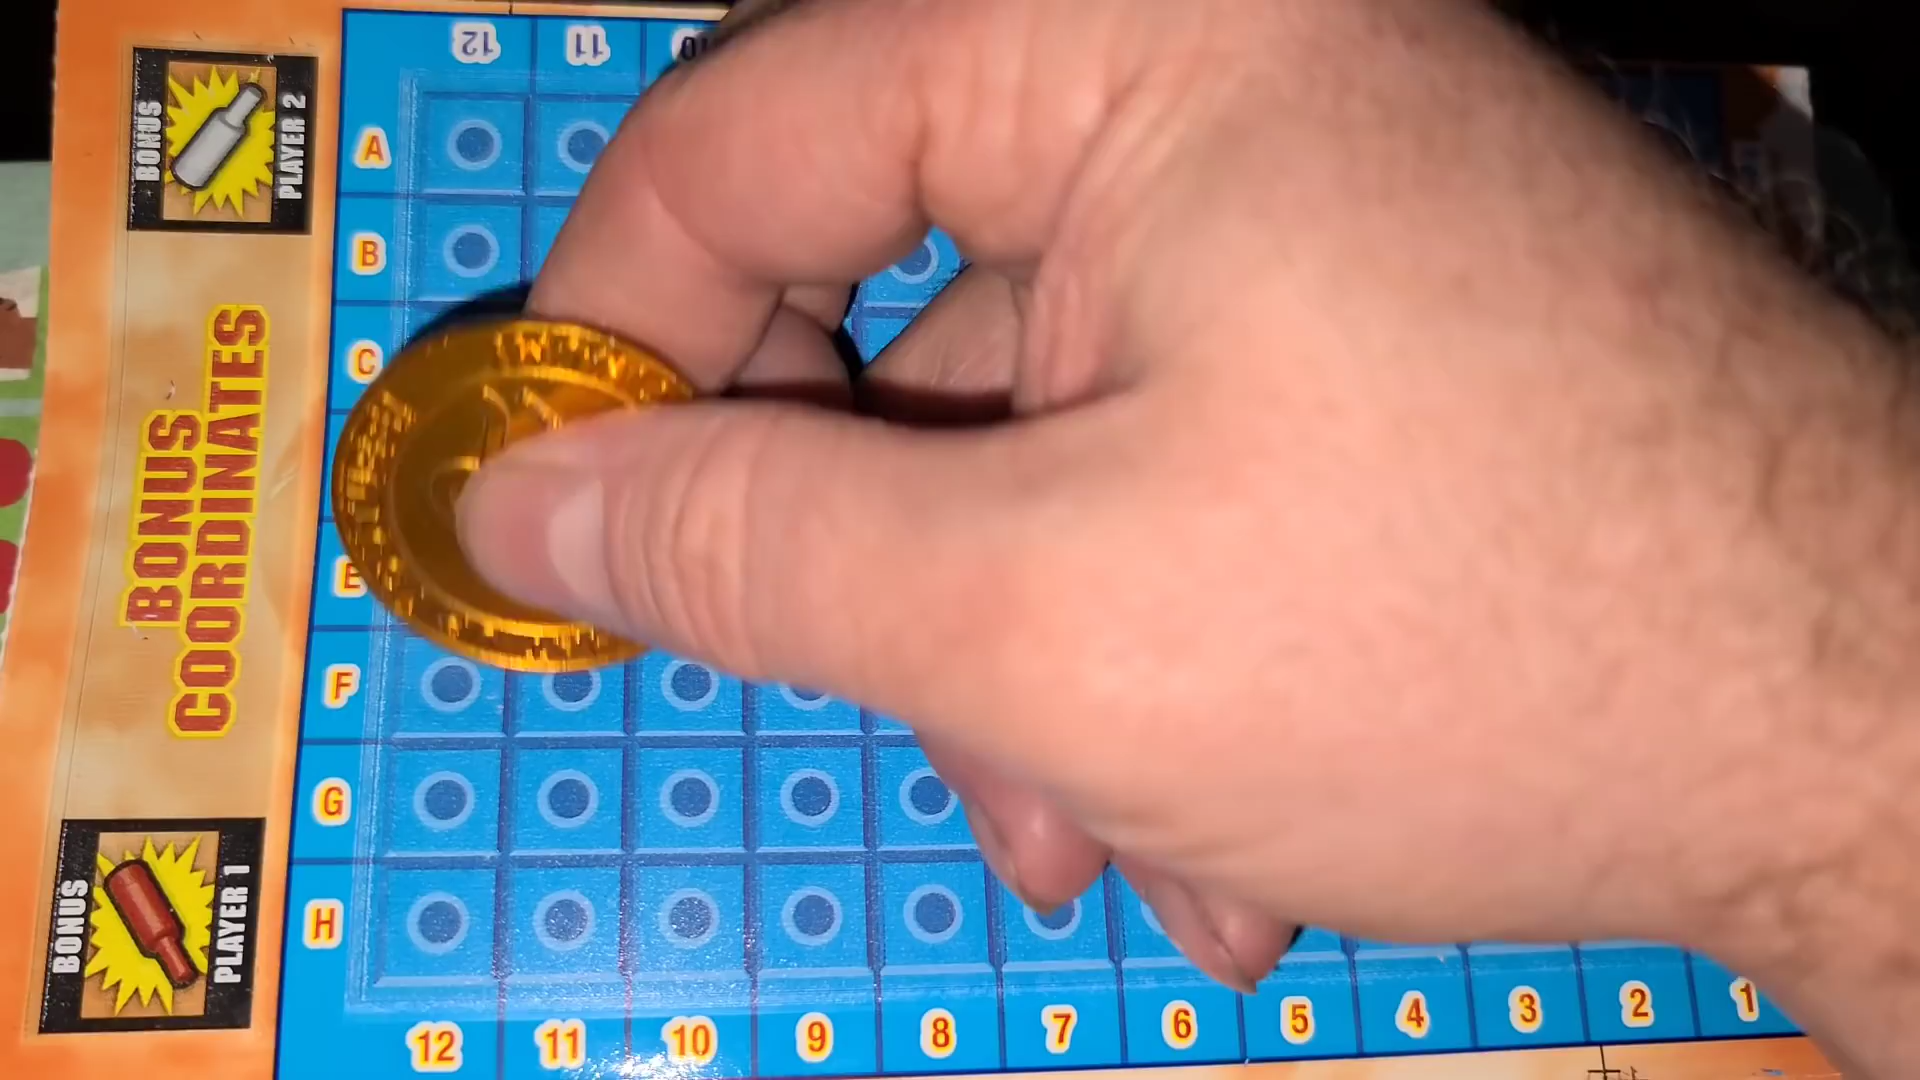 12 11 10
BONUS
PLAYER 2
A
B
C
E
F
G
H
BONUS
COORDINATES
BONUS
PLAYER 1
12 11 10 9 8 7 6 5 4 3 2 1